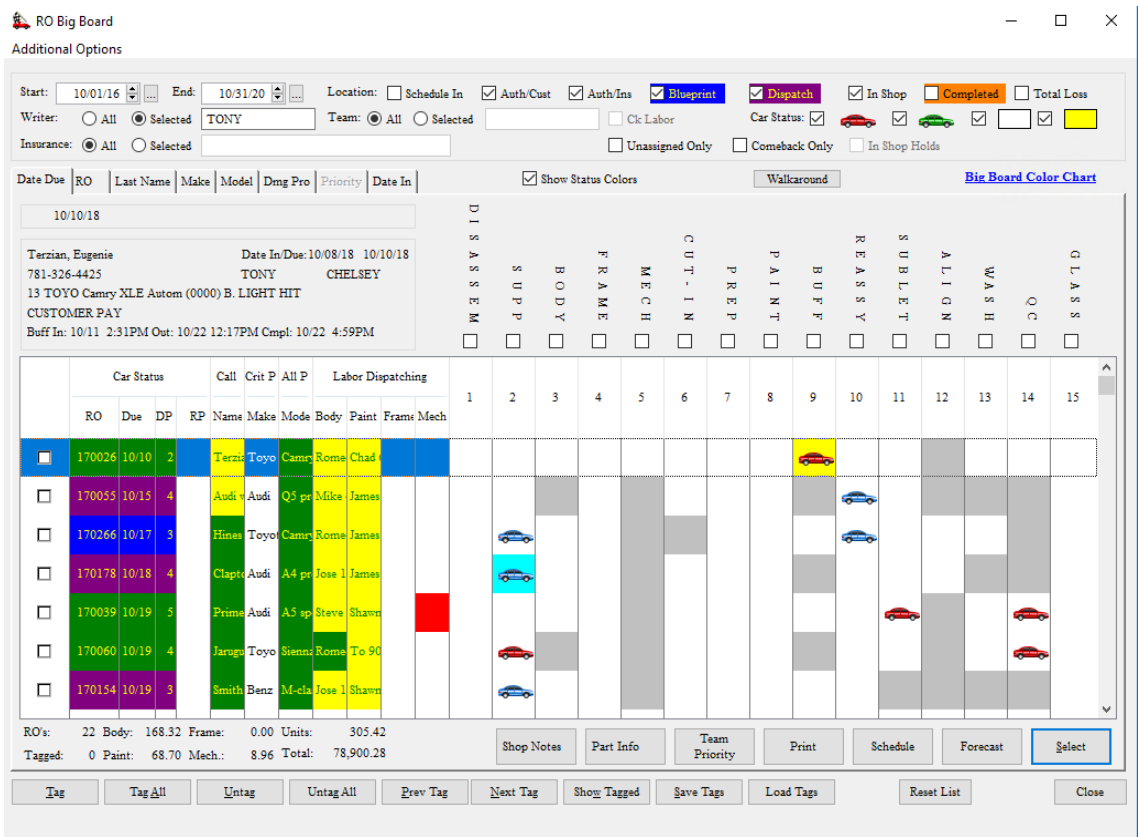 RO Big Board
Additional Options
Start: 10/01/16 ... End: 10/31/20 ... Location: Schedule In Auth/Cust Auth/Ins Blueprint Dispatch In Shop Completed Total Loss
Writer: All Selected TONY Team: All Selected Ck Labor Car Status:
Insurance: All Selected Unassigned Only Comeback Only In Shop Holds
Date Due RO Last Name Make Model Dmg Pro Priority Date In Show Status Colors Walkaround Big Board Color Chart
10/10/18
Terzian, Eugenie Date In/Due: 10/08/18 10/10/18
781-326-4425 TONY CHELSEY
13 TOYO Camry XLE Autom (0000) B. LIGHT HIT
CUSTOMER PAY
Buff In: 10/11 2:31PM Out: 10/22 12:17PM Cmpl: 10/22 4:59PM
DISASSEM SUPP BODY FRAME MECH CUT-IN PREP PAINT BUFF REASSY SUBLET ALIGN WASH QC GLASS
Car Status Call Crit P All P Labor Dispatching
1 2 3 4 5 6 7 8 9 10 11 12 13 14 15
RO Due DP RP Name Make Mode Body Paint Frame Mech
170026 10/10 2 Terzia Toyo Camry Rome Chad
170055 10/15 4 Audi Audi Q5 pr Mike James
170266 10/17 3 Hines Toyot Camry Rome James
170178 10/18 4 Clapto Audi A4 pr Jose 1 James
170039 10/19 5 Prime Audi A5 sp Steve Shawn
170060 10/19 4 Jarugu Toyo Sienna Rome To 90
170154 10/19 3 Smith Benz M-cla Jose 1 Shawn
RO's: 22 Body: 168.32 Frame: 0.00 Units: 305.42
Tagged: 0 Paint: 68.70 Mech.: 8.96 Total: 78,900.28
Shop Notes Part Info Team Priority Print Schedule Forecast Select
Tag Tag All Untag Untag All Prev Tag Next Tag Show Tagged Save Tags Load Tags Reset List Close